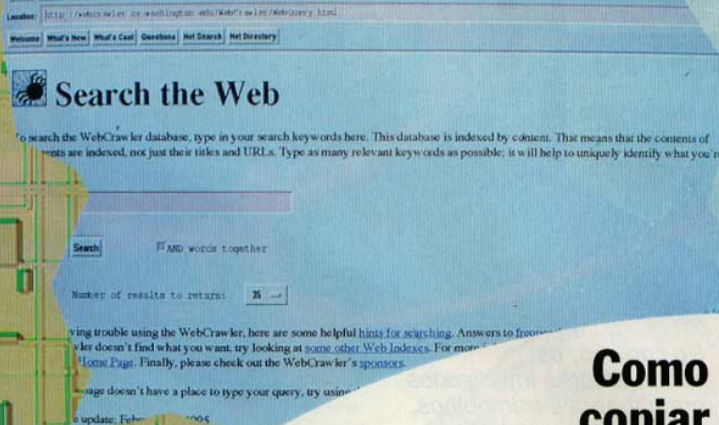 Location: http://webcrawler.cs.washington.edu/WebCrawler/WebQuery.html
Welcome What's New What's Cool Questions Net Search Net Directory
Search the Web
To search the WebCrawler database, type in your search keywords here. This database is indexed by content. That means that the contents of
are indexed, not just their titles and URLs. Type as many relevant keywords as possible; it will help to uniquely identify what you're
Search AND words together
Number of results to return: 35
ving trouble using the WebCrawler, here are some helpful hints for searching. Answers to
vler doesn't find what you want, try looking at some other Web Indexes. For more
Home Page. Finally, please check out the WebCrawler's sponsors.
page doesn't have a place to type your query, try using
update:
Como
copiar